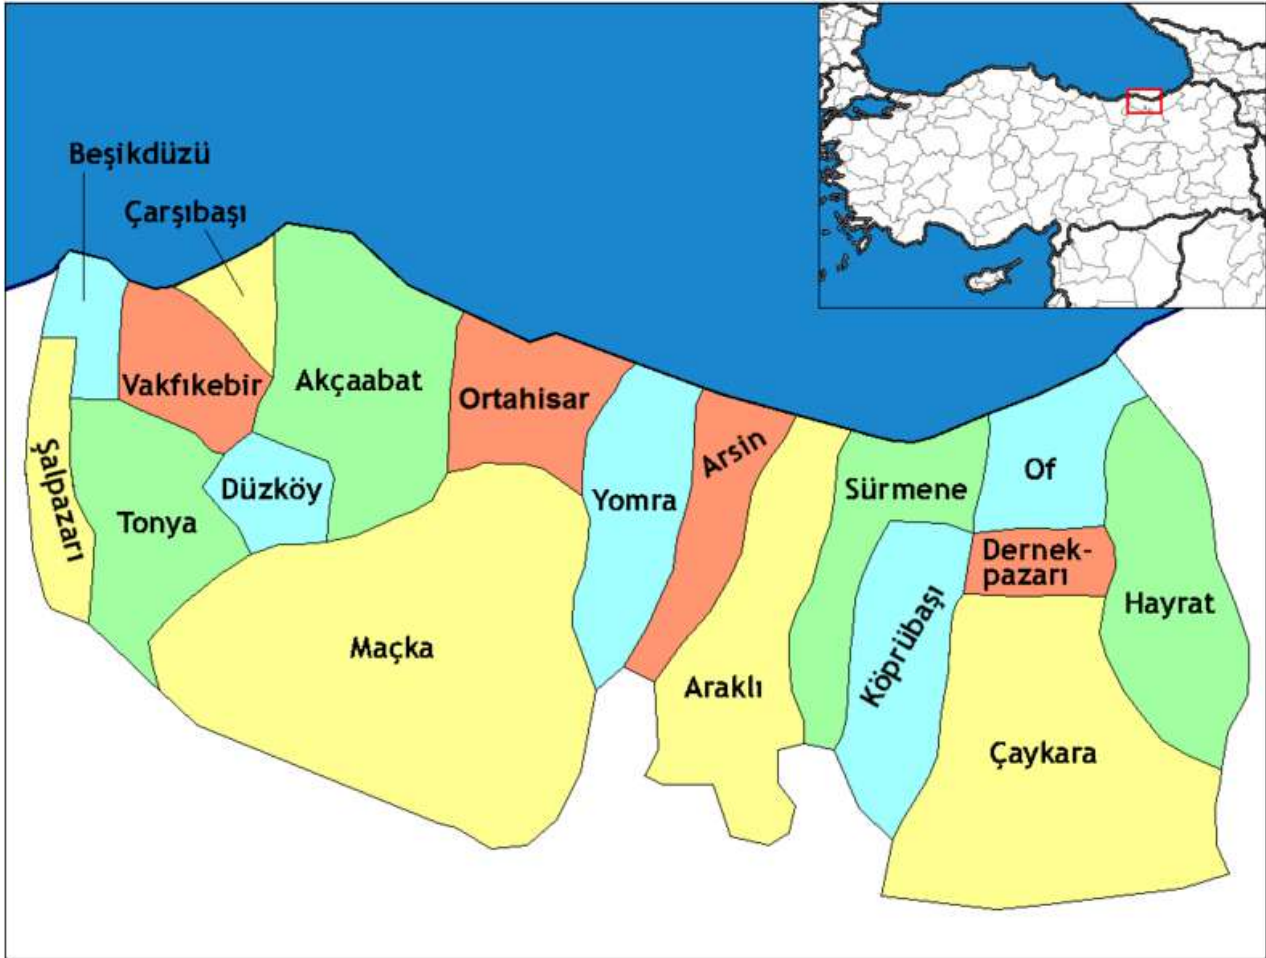 Beşikdüzü
Çarşıbaşı
Vakfıkebir
Akçaabat
Ortahisar
Şalpazarı
Tonya
Düzköy
Yomra
Arsin
Sürmene
Of
Dernek-
pazarı
Hayrat
Maçka
Araklı
Köprübaşı
Çaykara